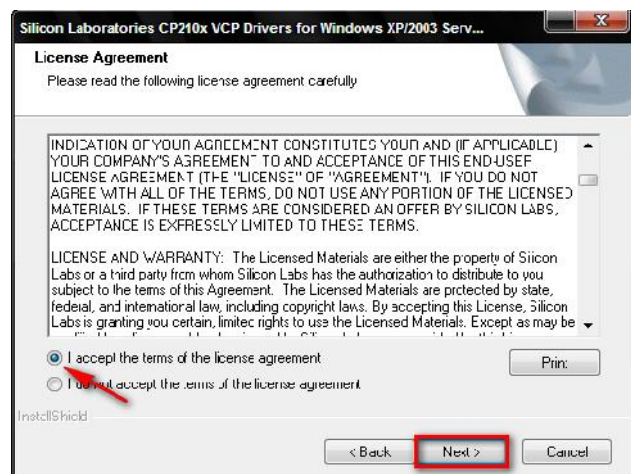 Silicon Laboratories CP210x VCP Drivers for Windows XP/2003 Serv...
License Agreement
Please read the following license agreement carefully
INDICATION OF YOUR AGREEMENT CONSTITUTES YOUR AND (IF APPLICABLE)
YOUR COMPANY'S AGREEMENT TO AND ACCEPTANCE OF THIS END-USER
LICENSE AGREEMENT (THE "LICENSE" OF "AGREEMENT"). IF YOU DO NOT
AGREE WITH ALL OF THE TERMS, DO NOT USE ANY PORTION OF THE LICENSED
MATERIALS. IF THESE TERMS ARE CONSIDERED AN OFFER BY SILICON LABS,
ACCEPTANCE IS EXPRESSLY LIMITED TO THESE TERMS.
LICENSE AND WARRANTY: The Licensed Materials are either the property of Silicon
Labs or a third party from whom Silicon Labs has the authorization to distribute to you
subject to the terms of this Agreement. The Licensed Materials are protected by state,
federal, and international law, including copyright laws. By accepting this License, Silicon
Labs is granting you certain, limited rights to use the Licensed Materials. Except as may be
I accept the terms of the license agreement
Print
I do not accept the terms of the license agreement
InstallShield
< Back
Next >
Cancel